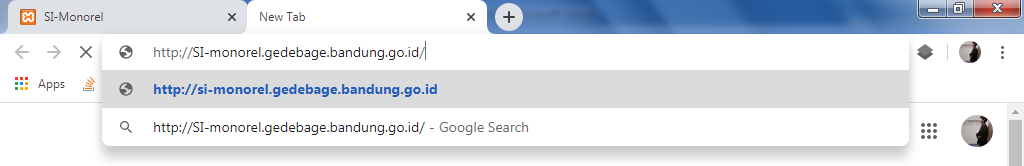 SI-Monorel
New Tab
http://SI-monorel.gedebage.bandung.go.id/
Apps
http://si-monorel.gedebage.bandung.go.id
http://SI-monorel.gedebage.bandung.go.id/ - Google Search